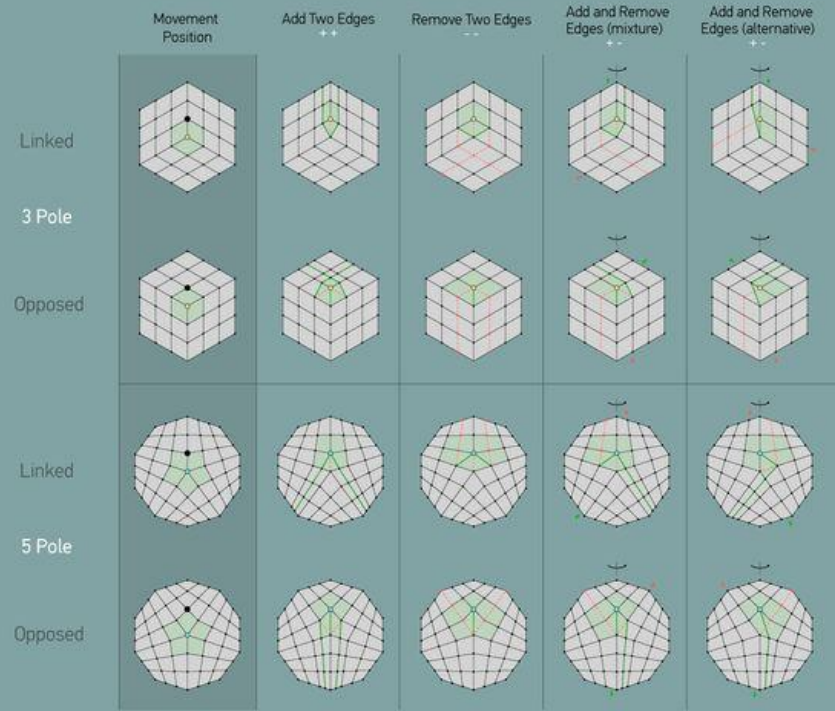 Movement
Position
Add Two Edges
++
Remove Two Edges
--
Add and Remove
Edges (mixture)
+-
Add and Remove
Edges (alternative)
+-
Linked
3 Pole
Opposed
Linked
5 Pole
Opposed